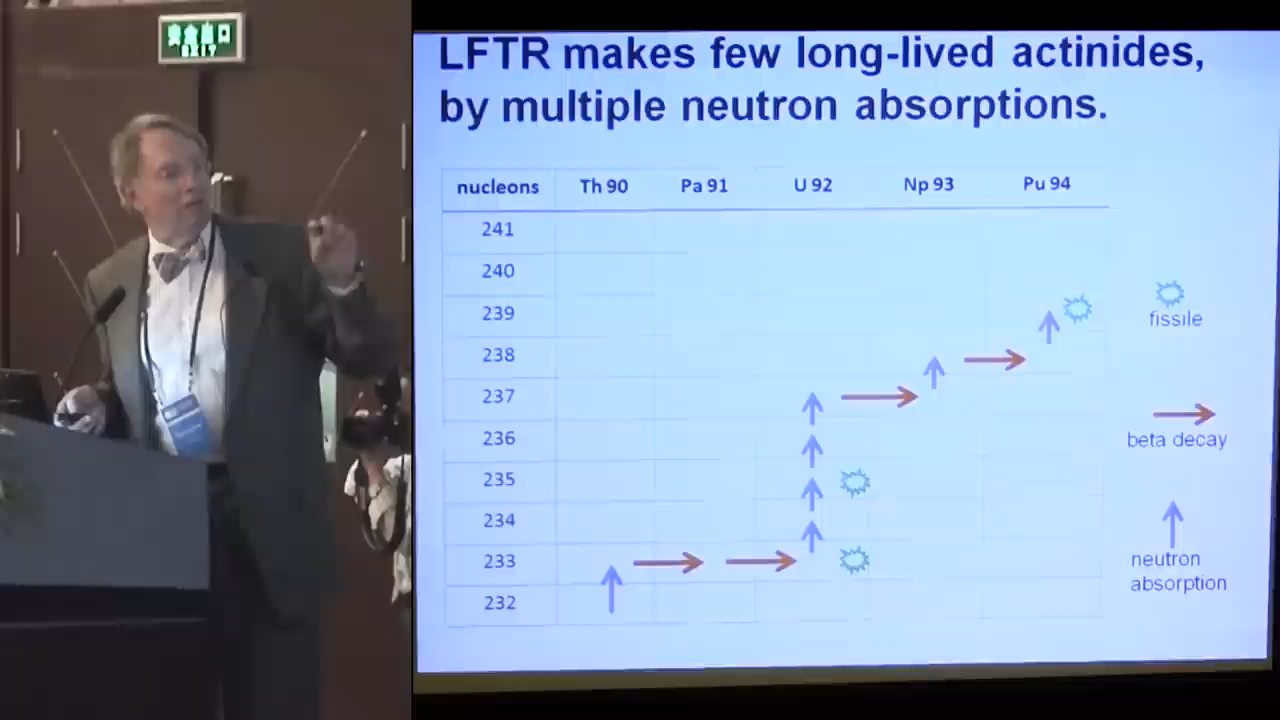 EXIT
LFTR makes few long-lived actinides,
by multiple neutron absorptions.
nucleons Th 90 Pa 91 U 92 Np 93 Pu 94
241
240
239
238
237
236
235
234
233
232
fissile
beta decay
neutron
absorption